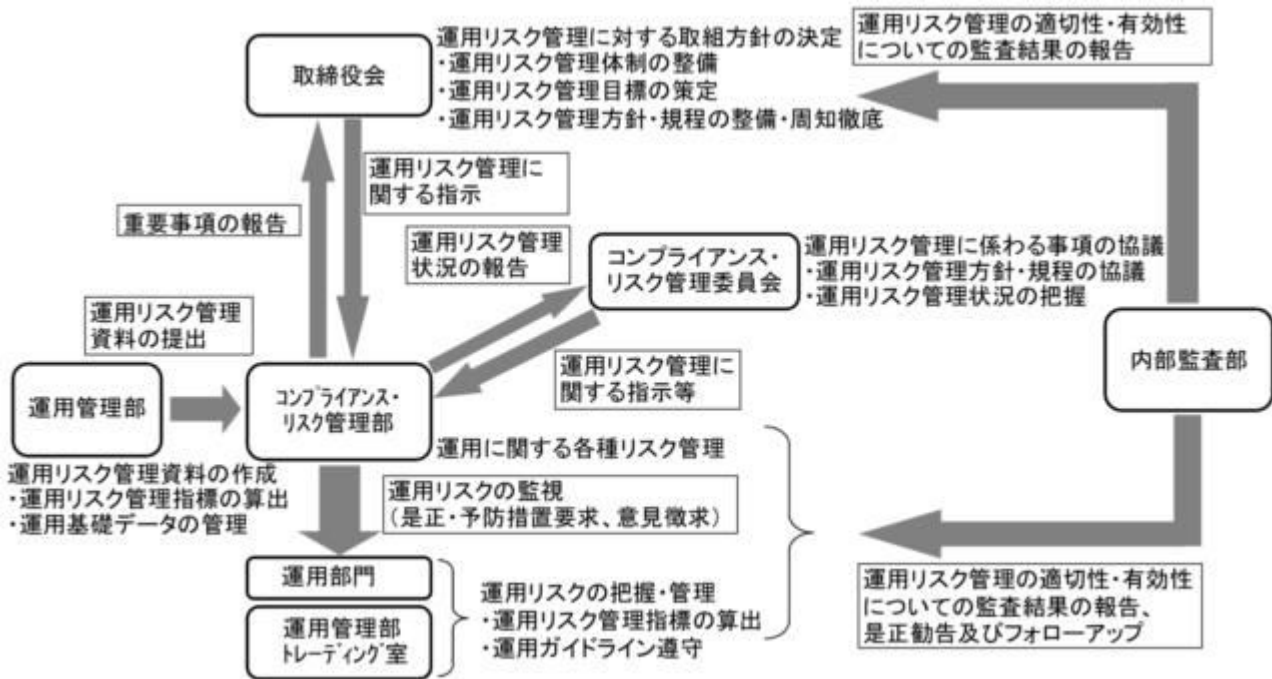 取締役会
運用リスク管理に対する取組方針の決定
・運用リスク管理体制の整備
・運用リスク管理目標の策定
・運用リスク管理方針・規程の整備・周知徹底
運用リスク管理の適切性・有効性
についての監査結果の報告
運用リスク管理に
関する指示
重要事項の報告
運用リスク管理
状況の報告
コンプライアンス・
リスク管理委員会
運用リスク管理に係わる事項の協議
・運用リスク管理方針・規程の協議
・運用リスク管理状況の把握
運用リスク管理
資料の提出
運用リスク管理に
関する指示等
内部監査部
運用管理部
コンプライアンス・
リスク管理部
運用に関する各種リスク管理
運用リスク管理資料の作成
・運用リスク管理指標の算出
・運用基礎データの管理
運用リスクの監視
(是正・予防措置要求、意見徴求)
運用部門
運用管理部
トレーディング室
運用リスクの把握・管理
・運用リスク管理指標の算出
・運用ガイドライン遵守
運用リスク管理の適切性・有効性
についての監査結果の報告、
是正勧告及びフォローアップ